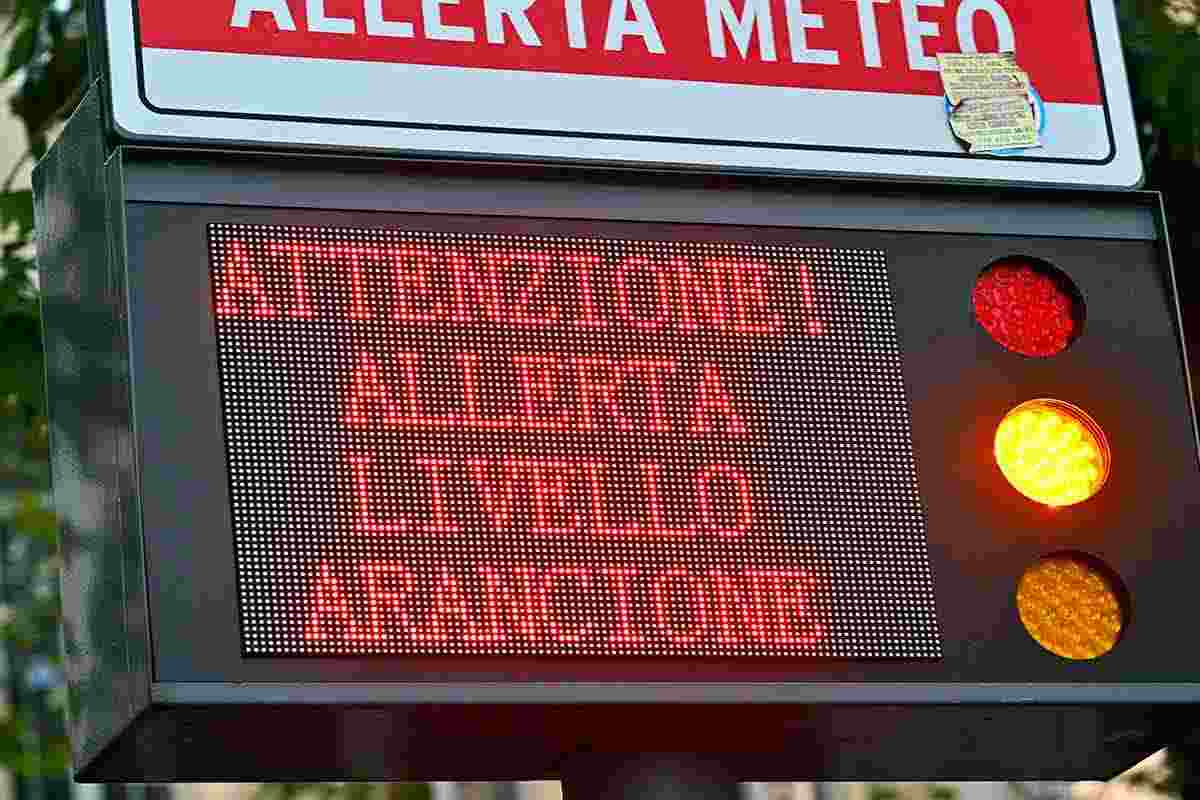 ALLERTA METEO
ATTENZIONE!
ALLERTA
LIVELLO
ARANCIONE